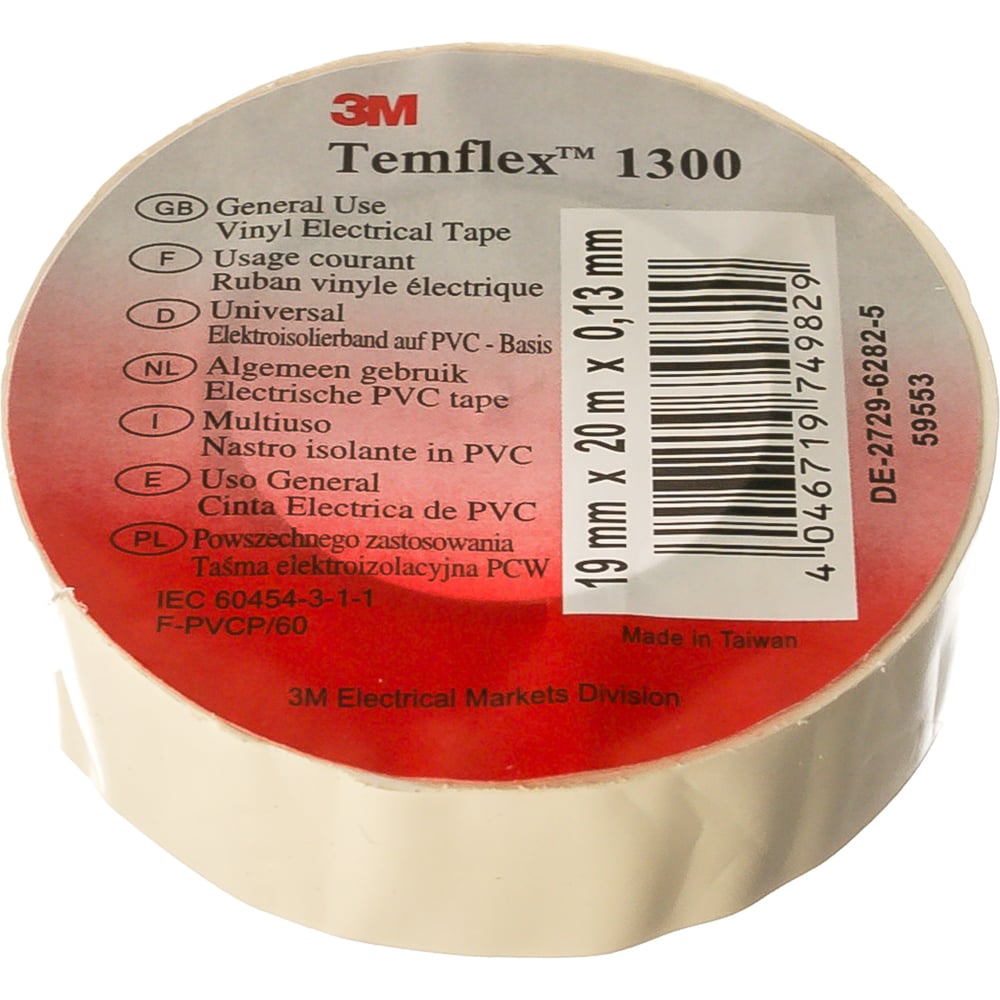 3M
Temflex™ 1300
GB General Use
Vinyl Electrical Tape
F Usage courant
Ruban vinyle électrique
D Universal
Elektroisolierband auf PVC - Basis
NL Algemeen gebruik
Electrische PVC tape
I Multiuso
Nastro isolante in PVC
E Uso General
Cinta Electrica de PVC
PL Powszechnego zastosowania
Taśma elektroizolacyjna PCW
IEC 60454-3-1-1
F-PVCP/60
19 mm x 20 m x 0,13 mm
4 046719 749829
DE-2729-6282-5
59553
Made in Taiwan
3M Electrical Markets Division